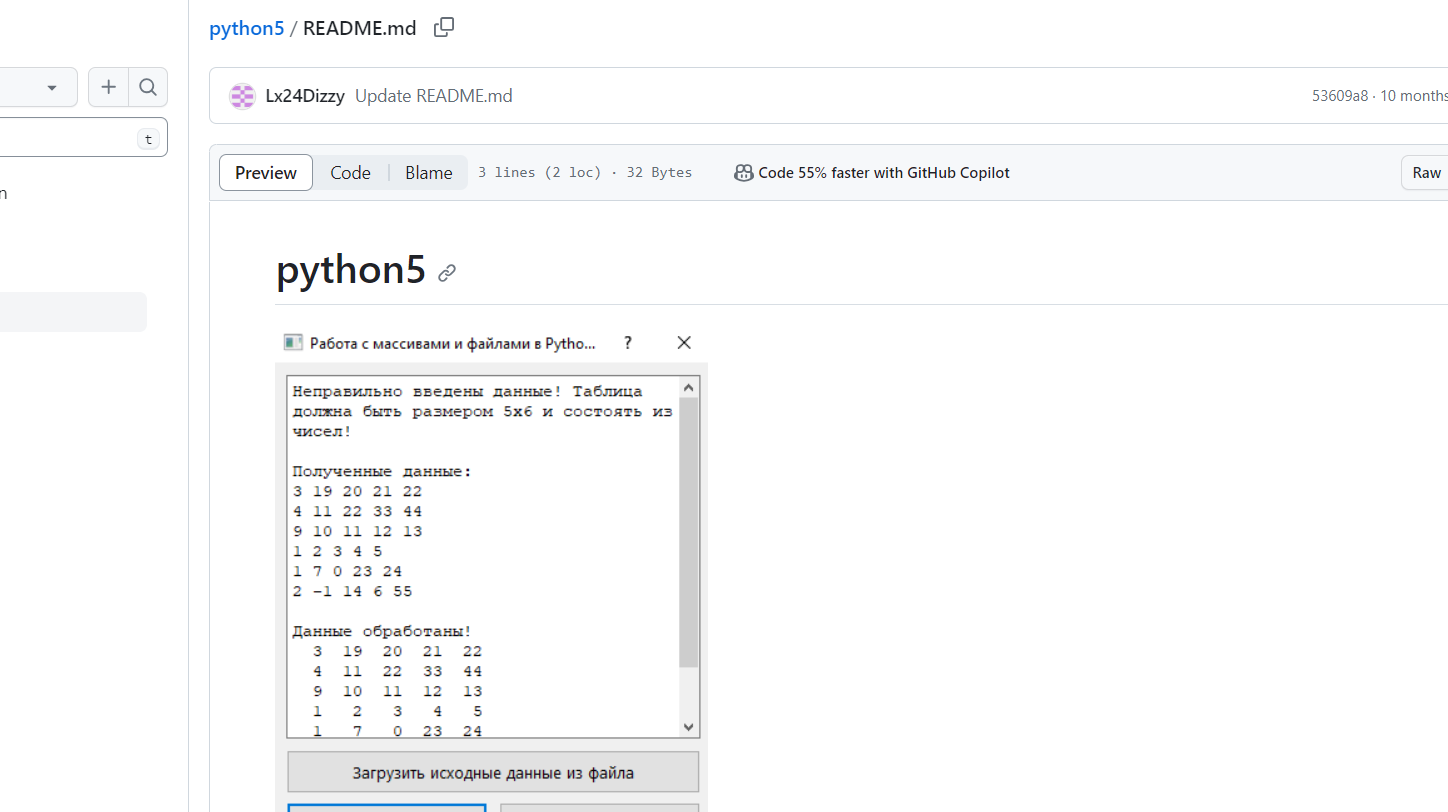 python5 / README.md
Lx24Dizzy Update README.md 53609a8 · 10 months
t
n
Preview Code Blame 3 lines (2 loc) · 32 Bytes Code 55% faster with GitHub Copilot Raw
python5
Работа с массивами и файлами в Pytho... ?
Неправильно введены данные! Таблица
должна быть размером 5x6 и состоять из
чисел!
Полученные данные:
3 19 20 21 22
4 11 22 33 44
9 10 11 12 13
1 2 3 4 5
1 7 0 23 24
2 -1 14 6 55
Данные обработаны!
3 19 20 21 22
4 11 22 33 44
9 10 11 12 13
1 2 3 4 5
1 7 0 23 24
Загрузить исходные данные из файла